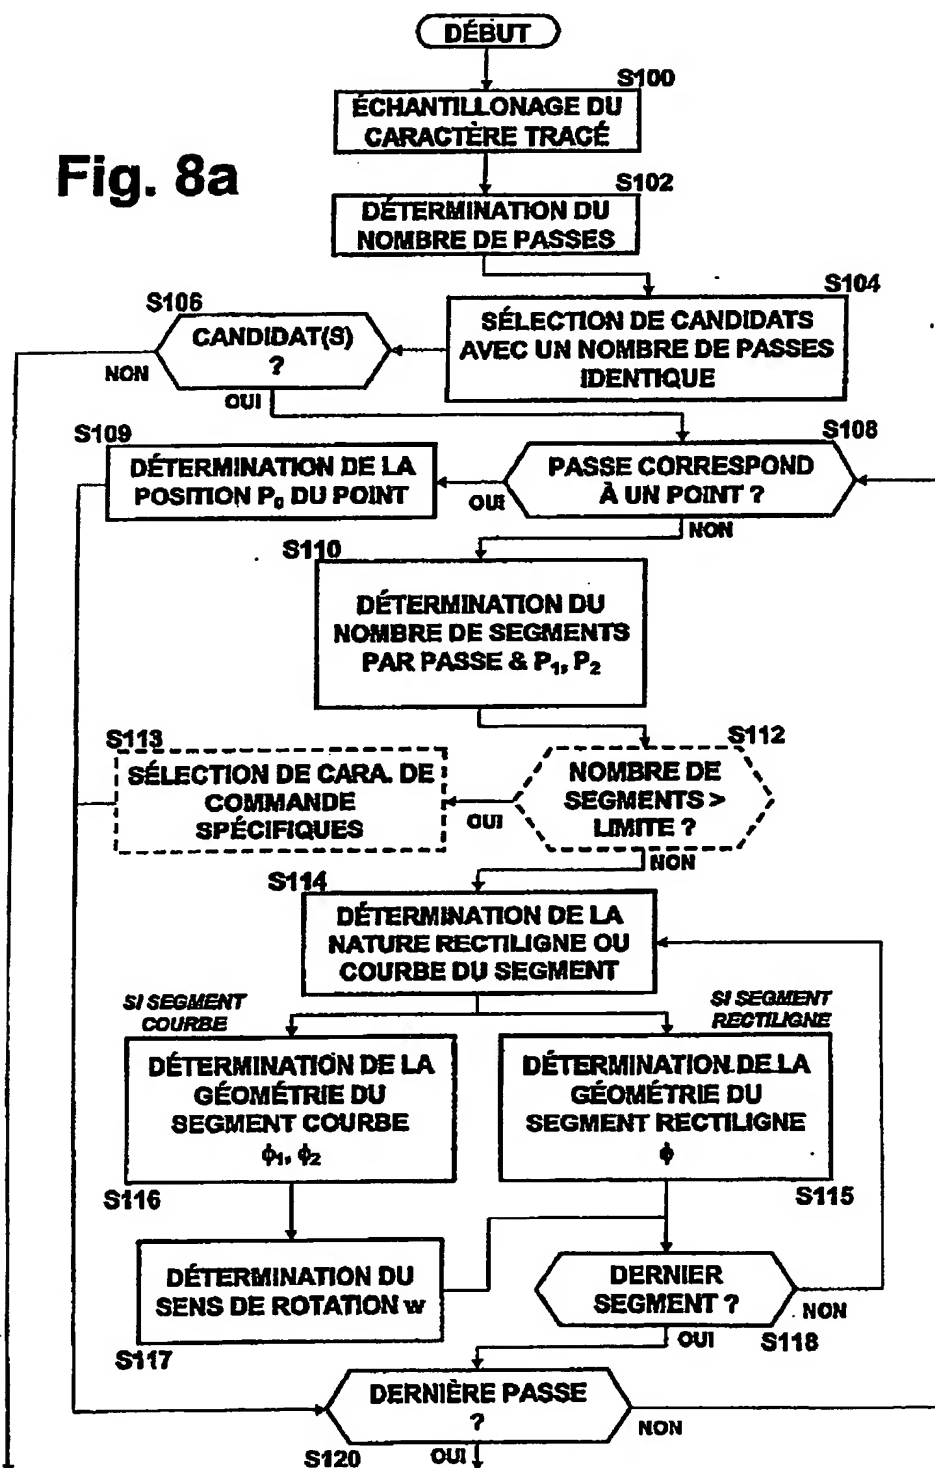 DÉBUT
S100
ÉCHANTILLONAGE DU
CARACTÈRE TRACÉ
Fig. 8a
S102
DÉTERMINATION DU
NOMBRE DE PASSES
S104
SÉLECTION DE CANDIDATS
AVEC UN NOMBRE DE PASSES
IDENTIQUE
S106
CANDIDAT(S)
?
NON
OUI
S108
PASSE CORRESPOND
À UN POINT ?
OUI
NON
S109
DÉTERMINATION DE LA
POSITION P₀ DU POINT
S110
DÉTERMINATION DU
NOMBRE DE SEGMENTS
PAR PASSE & P₁, P₂
S112
NOMBRE DE
SEGMENTS >
LIMITE ?
OUI
NON
S113
SÉLECTION DE CARA. DE
COMMANDE
SPÉCIFIQUES
S114
DÉTERMINATION DE LA
NATURE RECTILIGNE OU
COURBE DU SEGMENT
SI SEGMENT
COURBE
SI SEGMENT
RECTILIGNE
DÉTERMINATION DE LA
GÉOMÉTRIE DU
SEGMENT COURBE
ϕ₁, ϕ₂
S116
DÉTERMINATION DE LA
GÉOMÉTRIE DU
SEGMENT RECTILIGNE
ϕ
S115
DÉTERMINATION DU
SENS DE ROTATION w
S117
DERNIER
SEGMENT ?
NON
OUI
S118
DERNIÈRE PASSE
?
NON
S120
OUI